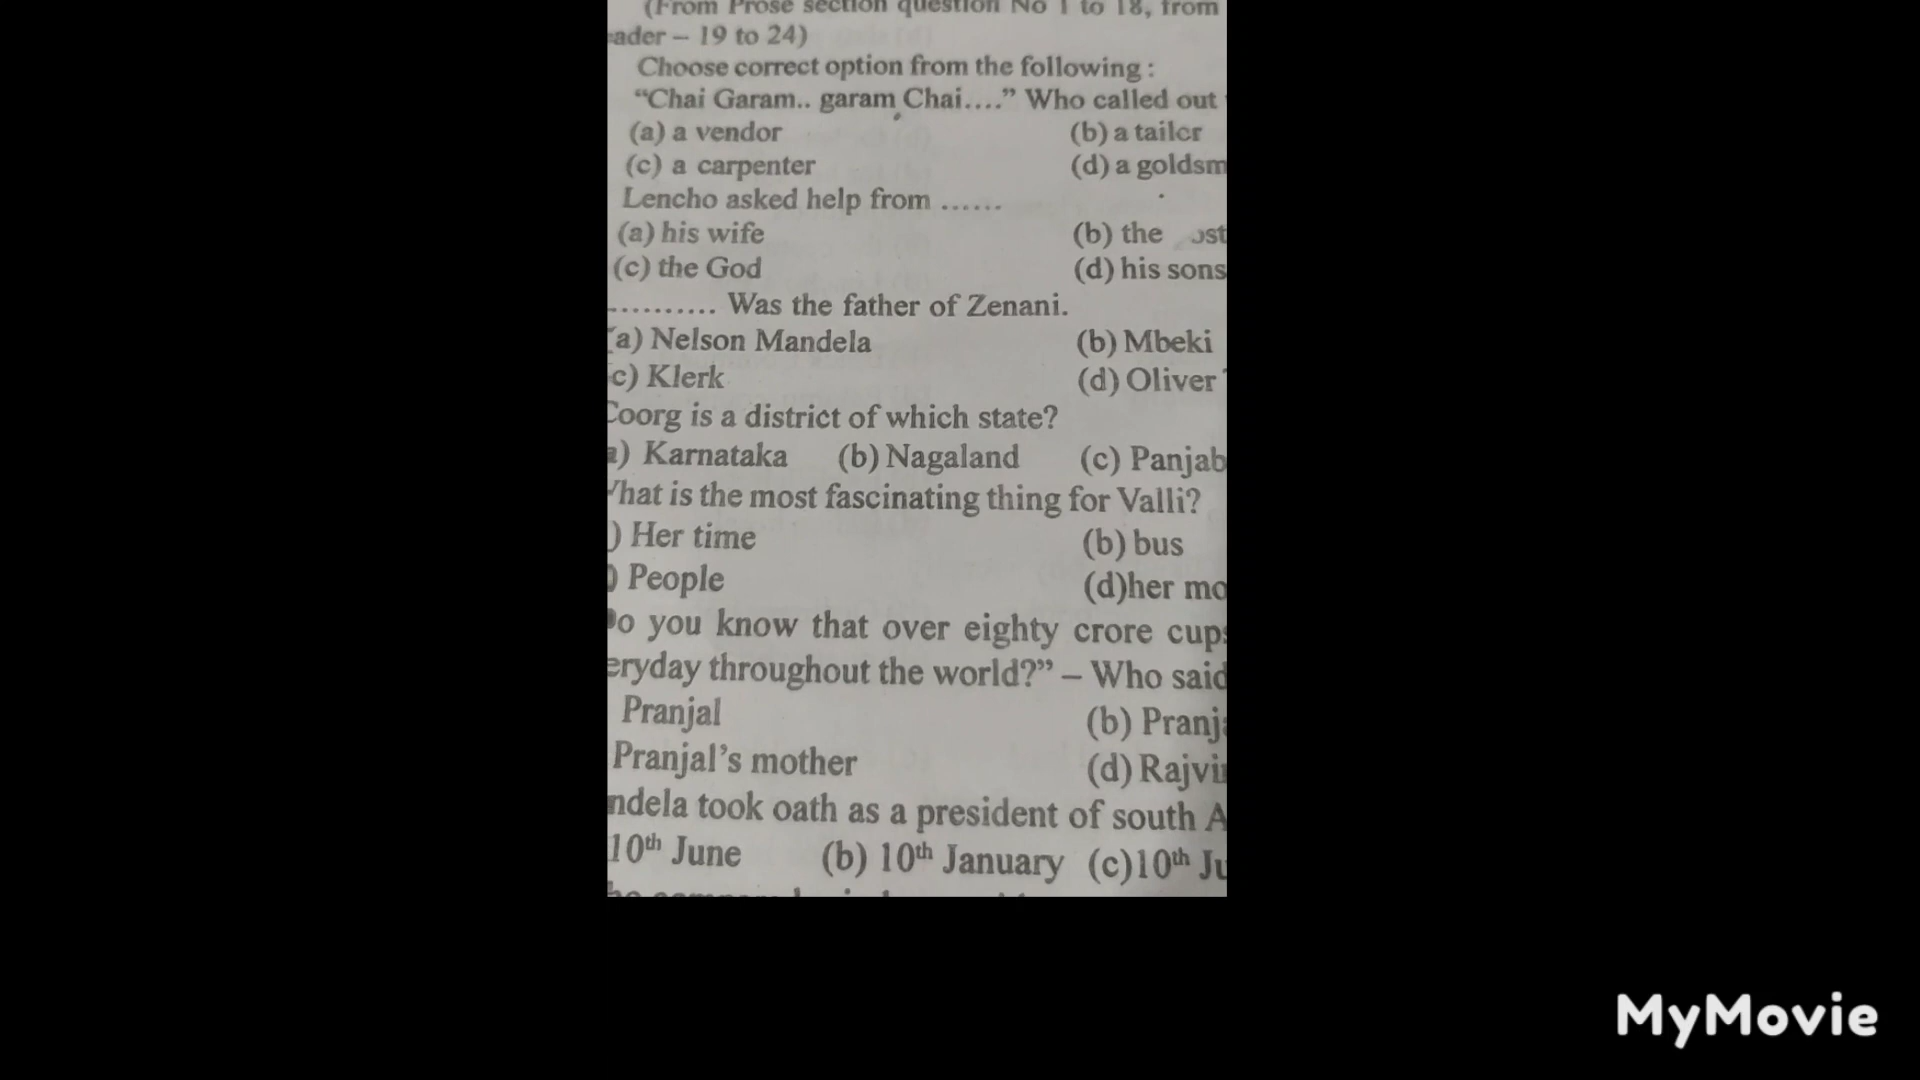 (From Prose section question No 1 to 18, from
ader – 19 to 24)
Choose correct option from the following :
“Chai Garam.. garam Chai....” Who called out
(a) a vendor (b) a tailor
(c) a carpenter (d) a goldsm
Lencho asked help from ......
(a) his wife (b) the ost
(c) the God (d) his sons
.......... Was the father of Zenani.
a) Nelson Mandela (b) Mbeki
c) Klerk (d) Oliver
Coorg is a district of which state?
) Karnataka (b) Nagaland (c) Panjab
hat is the most fascinating thing for Valli?
) Her time (b) bus
) People (d)her mo
o you know that over eighty crore cups
eryday throughout the world?” – Who said
Pranjal (b) Pranj
Pranjal’s mother (d) Rajvi
ndela took oath as a president of south A
10th June (b) 10th January (c)10th Ju
MyMovie